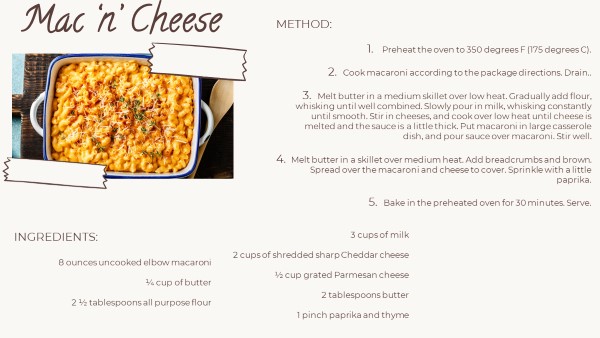 Mac 'n' Cheese
METHOD:
1. Preheat the oven to 350 degrees F (175 degrees C).
2. Cook macaroni according to the package directions. Drain..
3. Melt butter in a medium skillet over low heat. Gradually add flour,
whisking until well combined. Slowly pour in milk, whisking constantly
until smooth. Stir in cheeses, and cook over low heat until cheese is
melted and the sauce is a little thick. Put macaroni in large casserole
dish, and pour sauce over macaroni. Stir well.
4. Melt butter in a skillet over medium heat. Add breadcrumbs and brown.
Spread over the macaroni and cheese to cover. Sprinkle with a little
paprika.
5. Bake in the preheated oven for 30 minutes. Serve.
INGREDIENTS:
8 ounces uncooked elbow macaroni
¼ cup of butter
2 ½ tablespoons all purpose flour
3 cups of milk
2 cups of shredded sharp Cheddar cheese
½ cup grated Parmesan cheese
2 tablespoons butter
1 pinch paprika and thyme